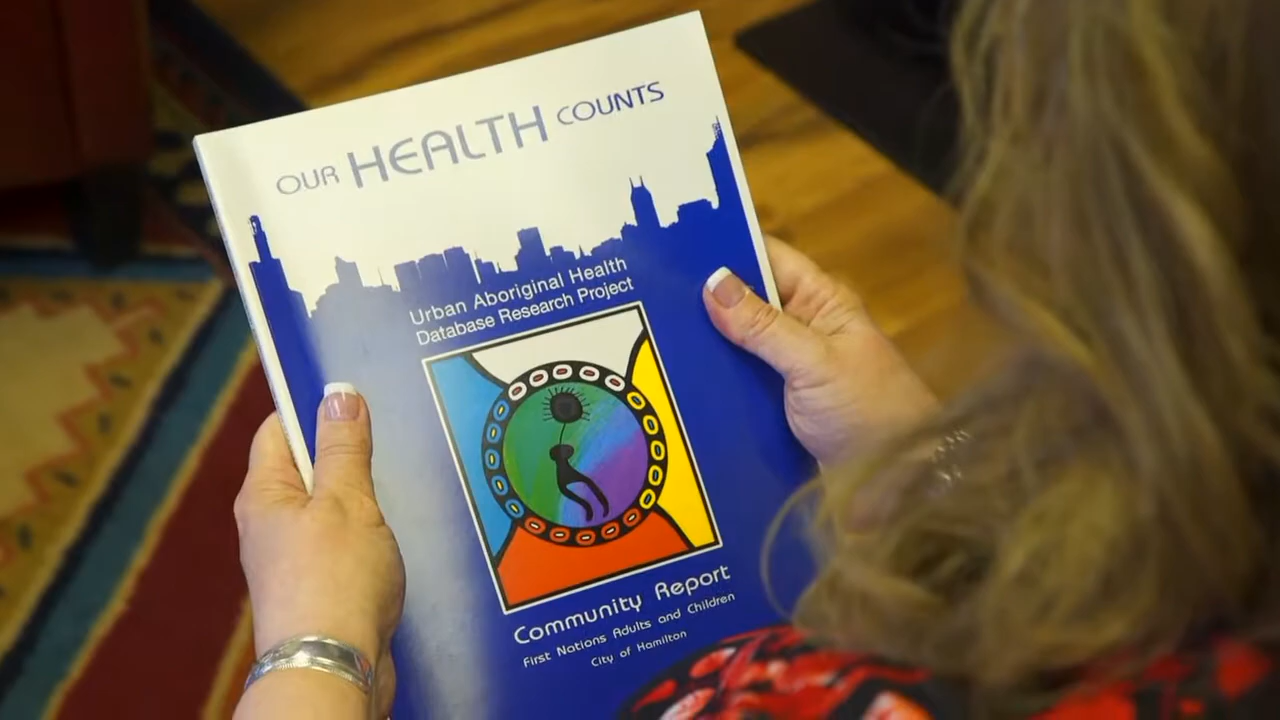 OUR HEALTH COUNTS
Urban Aboriginal Health
Database Research Project
Community Report
First Nations Adults and Children
City of Hamilton